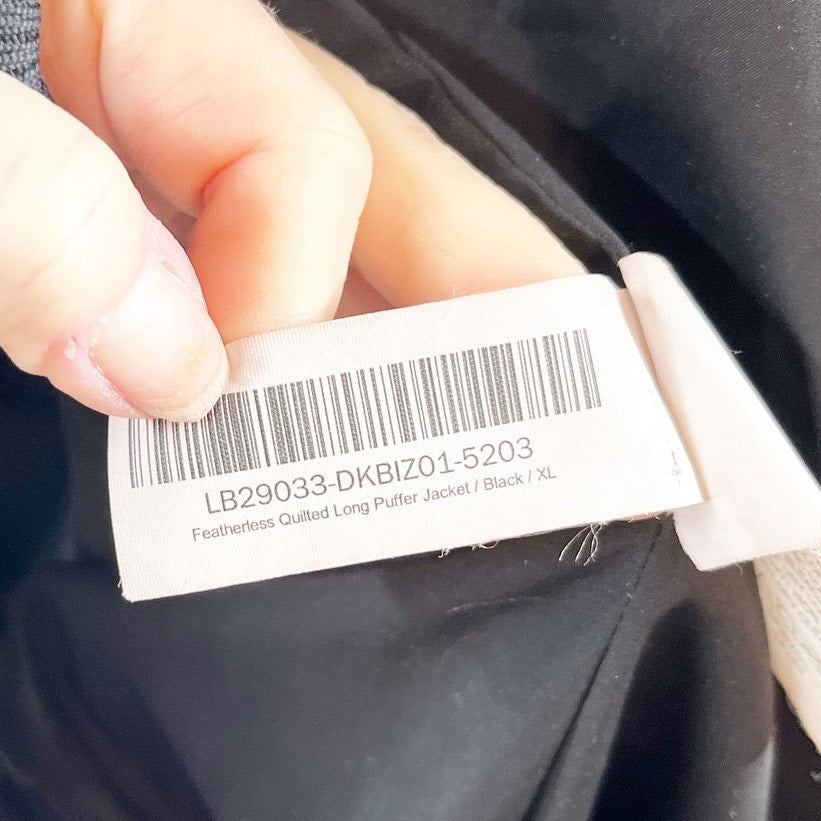 LB29033-DKBIZ01-5203
Featherless Quilted Long Puffer Jacket / Black / XL